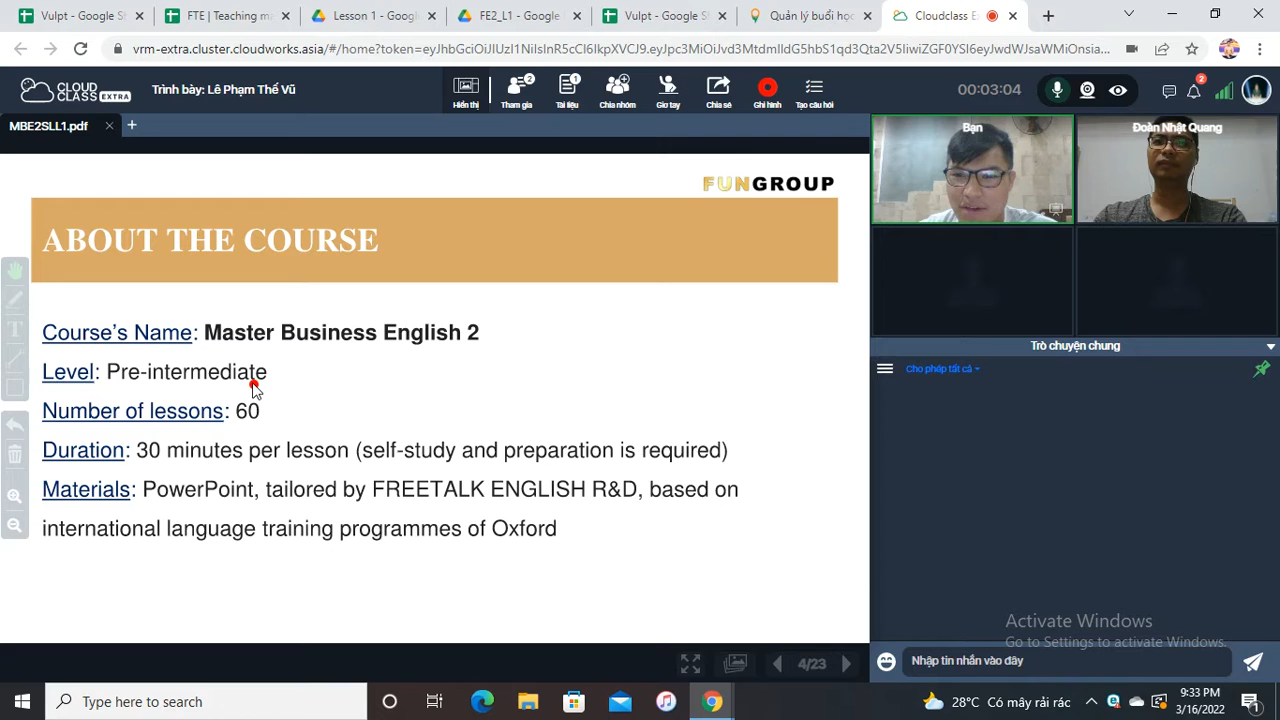 Vulpt - Google S
FTE | Teaching m
Lesson 1 - Goog
FE2_L1 - Google
Vulpt - Google S
Quản lý buổi học
Cloudclass E
vrm-extra.cluster.cloudworks.asia/#/home?token=eyJhbGciOiJIUzI1NiIsInR5cCI6IkpXVCJ9.eyJpc3MiOiJvd3MtdmlldG5hbS1qd3Qta2V5IiwiZGF0YSI6eyJwdWJsaWMiOnsia...
CLOUD CLASS EXTRA
Trình bày: Lê Phạm Thế Vũ
2
1
Hiển thị
Tham gia
Tài liệu
Chia nhóm
Giơ tay
Chia sẻ
Ghi hình
Tạo câu hỏi
00:03:04
2
MBE2SLL1.pdf
Bạn
Đoàn Nhật Quang
FUNGROUP
ABOUT THE COURSE
Course's Name: Master Business English 2
Level: Pre-intermediate
Number of lessons: 60
Duration: 30 minutes per lesson (self-study and preparation is required)
Materials: PowerPoint, tailored by FREETALK ENGLISH R&D, based on
international language training programmes of Oxford
Trò chuyện chung
Cho phép tất cả
Activate Windows
Go to Settings to activate Windows.
4/23
Nhập tin nhắn vào đây
Type here to search
28°C Có mây rải rác
9:33 PM
3/16/2022
1